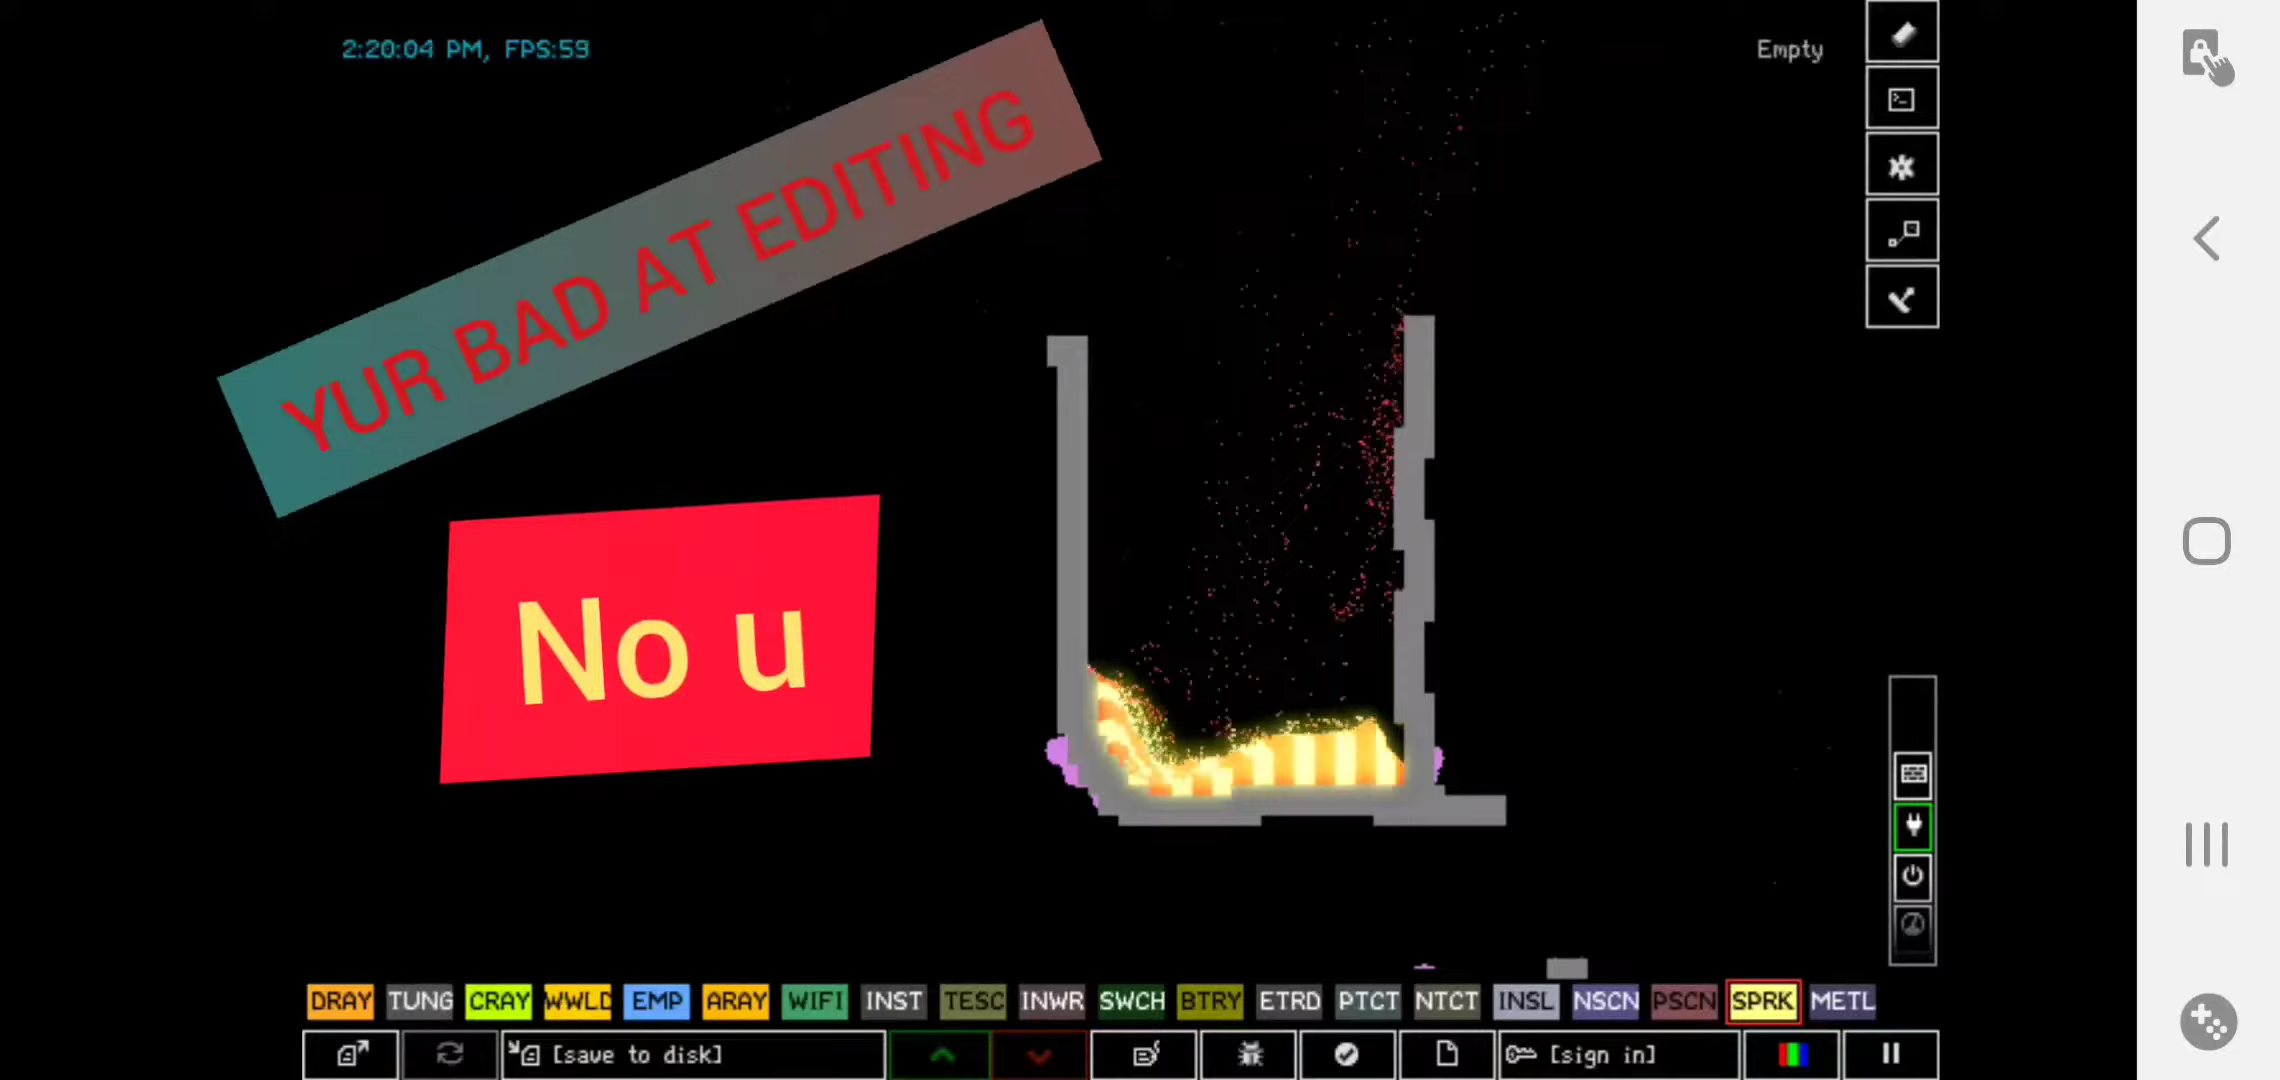 2:20:04 PM, FPS:59
Empty
YUR BAD AT EDITING
No u
DRAY TUNG CRAY WWLD EMP ARAY WIFI INST TESC INWR SWCH BTRY ETRD PTCT NTCT INSL NSCN PSCN SPRK METL
[save to disk] [sign in]